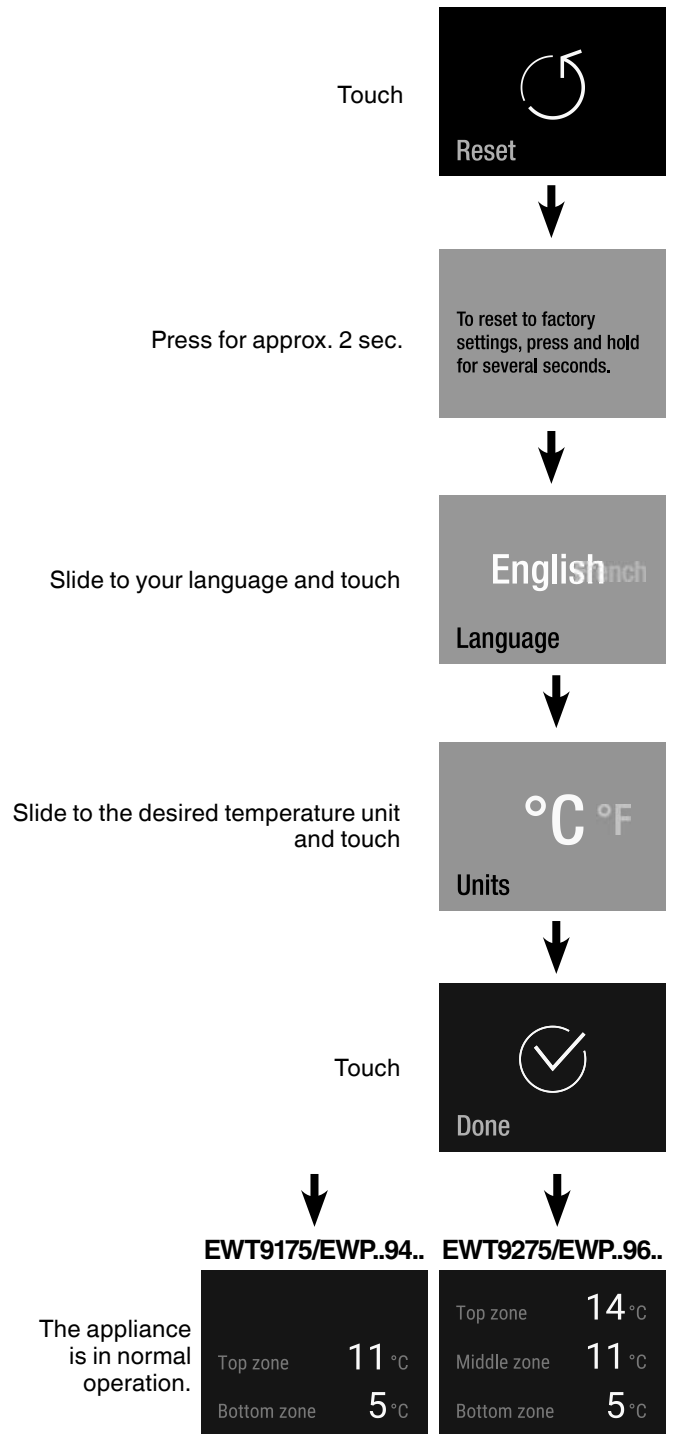 Touch
Reset
Press for approx. 2 sec.
To reset to factory
settings, press and hold
for several seconds.
Slide to your language and touch
English French
Language
Slide to the desired temperature unit
and touch
°C °F
Units
Touch
Done
EWT9175/EWP..94.. EWT9275/EWP..96..
The appliance
is in normal
operation.
Top zone 11 °C
Bottom zone 5 °C
Top zone 14 °C
Middle zone 11 °C
Bottom zone 5 °C